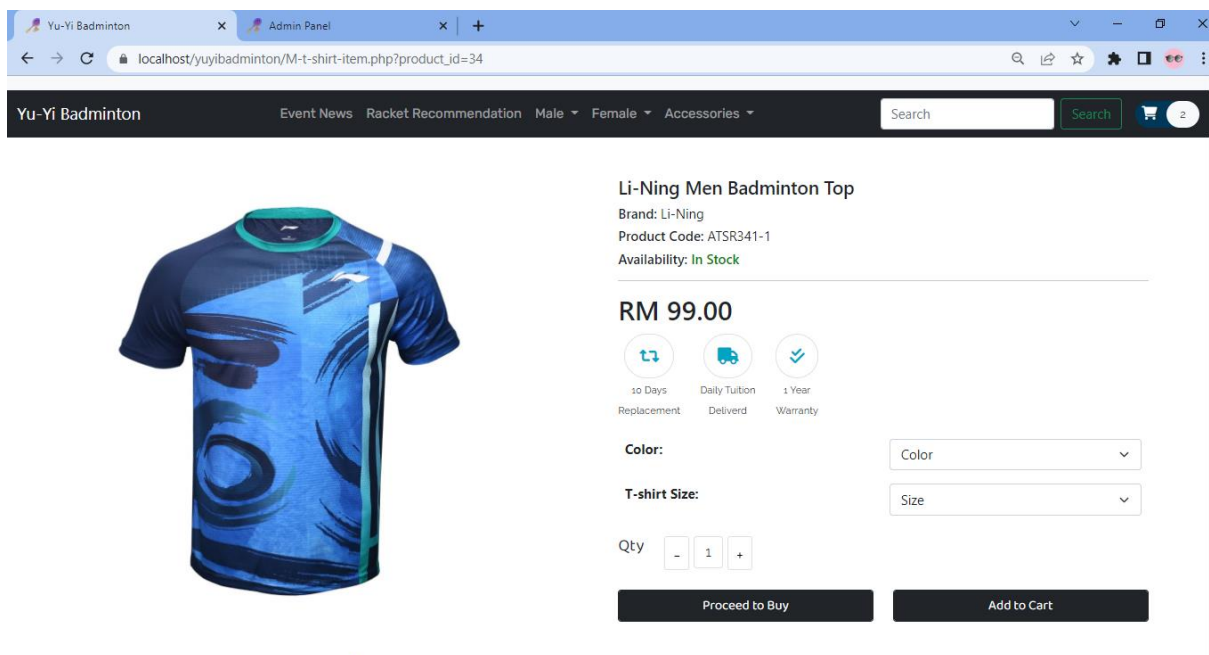 Yu-Yi Badminton
Admin Panel
localhost/yuyibadminton/M-t-shirt-item.php?product_id=34
Yu-Yi Badminton Event News Racket Recommendation Male Female Accessories Search Search 2
Li-Ning Men Badminton Top
Brand: Li-Ning
Product Code: ATSR341-1
Availability: In Stock
RM 99.00
10 Days
Replacement
Daily Tuition
Deliverd
1 Year
Warranty
Color: Color
T-shirt Size: Size
Qty - 1 +
Proceed to Buy Add to Cart